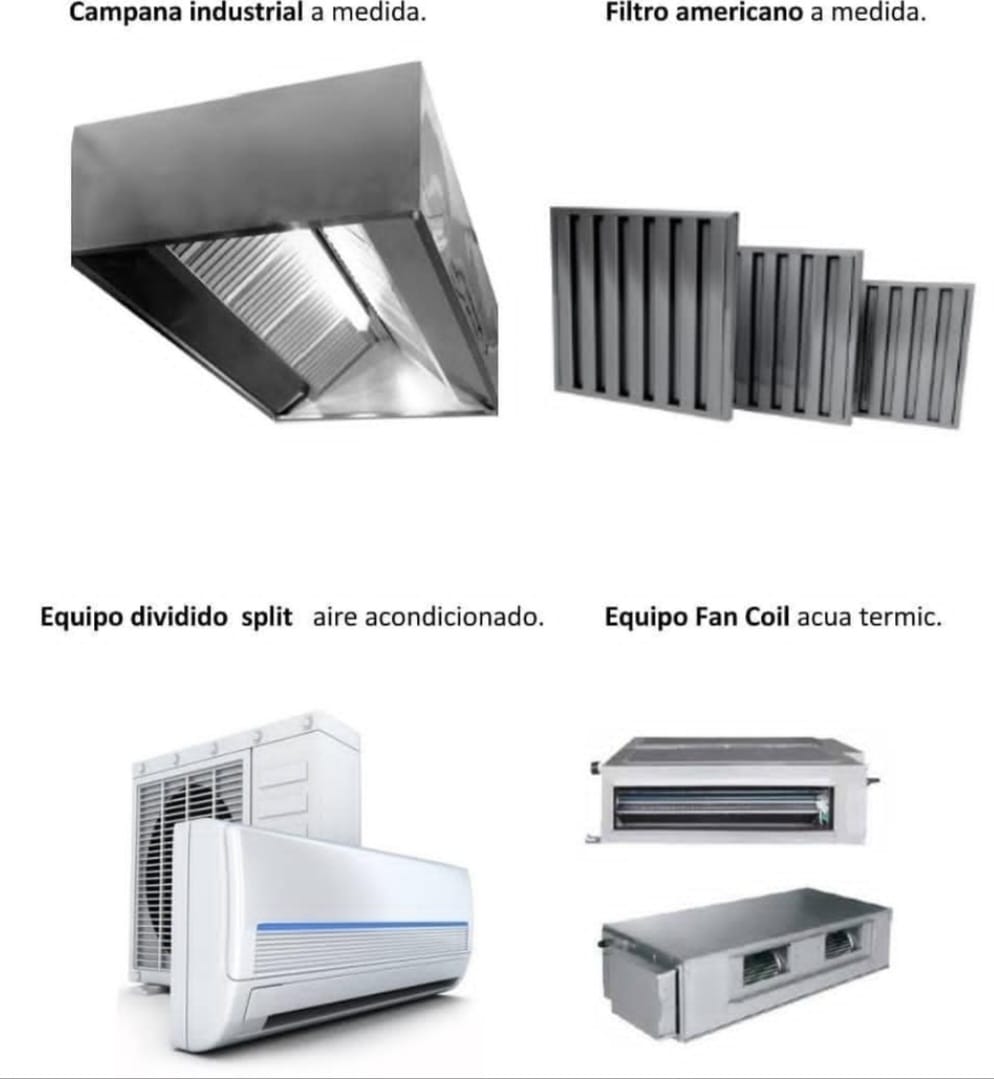 Campana industrial a medida.
Filtro americano a medida.
Equipo dividido split aire acondicionado.
Equipo Fan Coil acua termic.